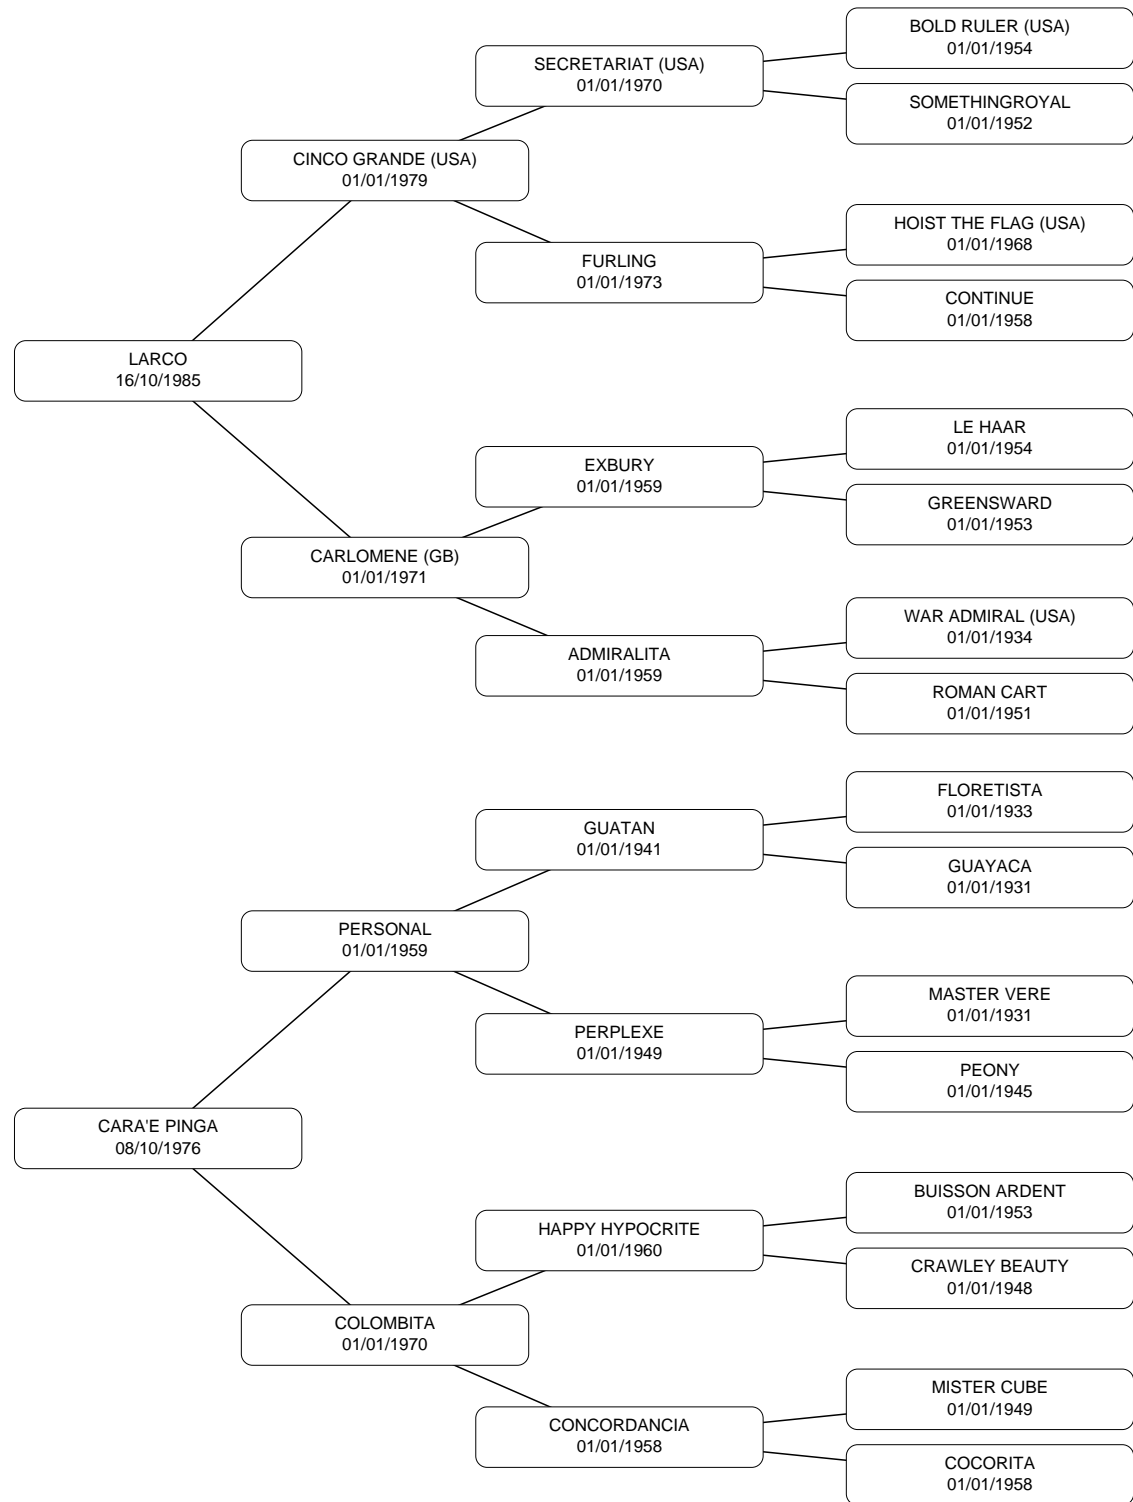 BOLD RULER (USA)
01/01/1954
SECRETARIAT (USA)
01/01/1970
SOMETHINGROYAL
01/01/1952
CINCO GRANDE (USA)
01/01/1979
HOIST THE FLAG (USA)
01/01/1968
FURLING
01/01/1973
CONTINUE
01/01/1958
LARCO
16/10/1985
LE HAAR
01/01/1954
EXBURY
01/01/1959
GREENSWARD
01/01/1953
CARLOMENE (GB)
01/01/1971
WAR ADMIRAL (USA)
01/01/1934
ADMIRALITA
01/01/1959
ROMAN CART
01/01/1951
FLORETISTA
01/01/1933
GUATAN
01/01/1941
GUAYACA
01/01/1931
PERSONAL
01/01/1959
MASTER VERE
01/01/1931
PERPLEXE
01/01/1949
PEONY
01/01/1945
CARA'E PINGA
08/10/1976
BUISSON ARDENT
01/01/1953
HAPPY HYPOCRITE
01/01/1960
CRAWLEY BEAUTY
01/01/1948
COLOMBITA
01/01/1970
MISTER CUBE
01/01/1949
CONCORDANCIA
01/01/1958
COCORITA
01/01/1958